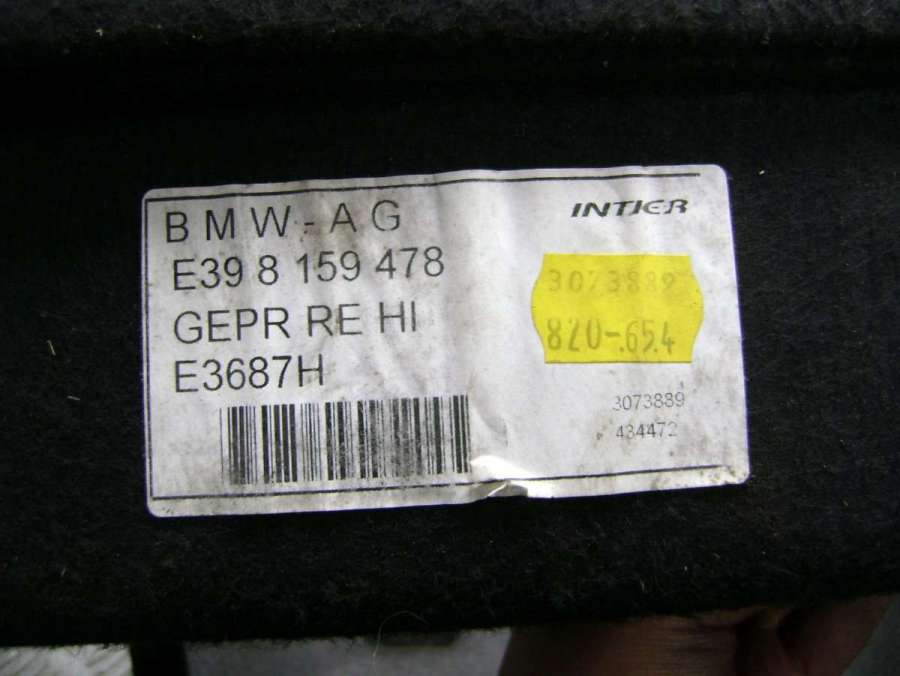 BMW-AG
E39 8 159 478
GEPR RE HI
E3687H
INTIER
3073889
820-.654
3073889
434472